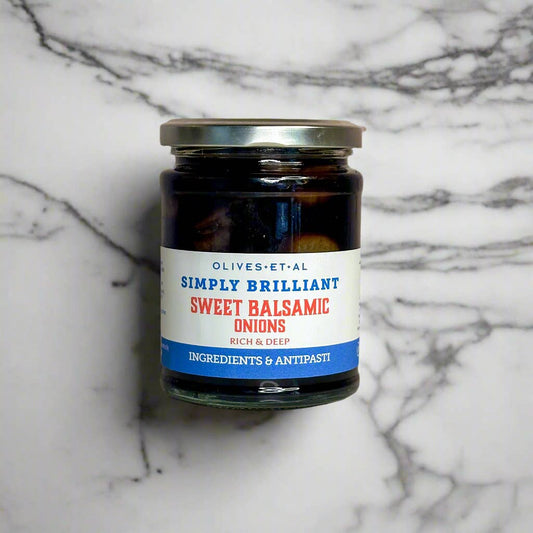 OLIVES•ET•AL
SIMPLY BRILLIANT
SWEET BALSAMIC
ONIONS
RICH & DEEP
INGREDIENTS & ANTIPASTI